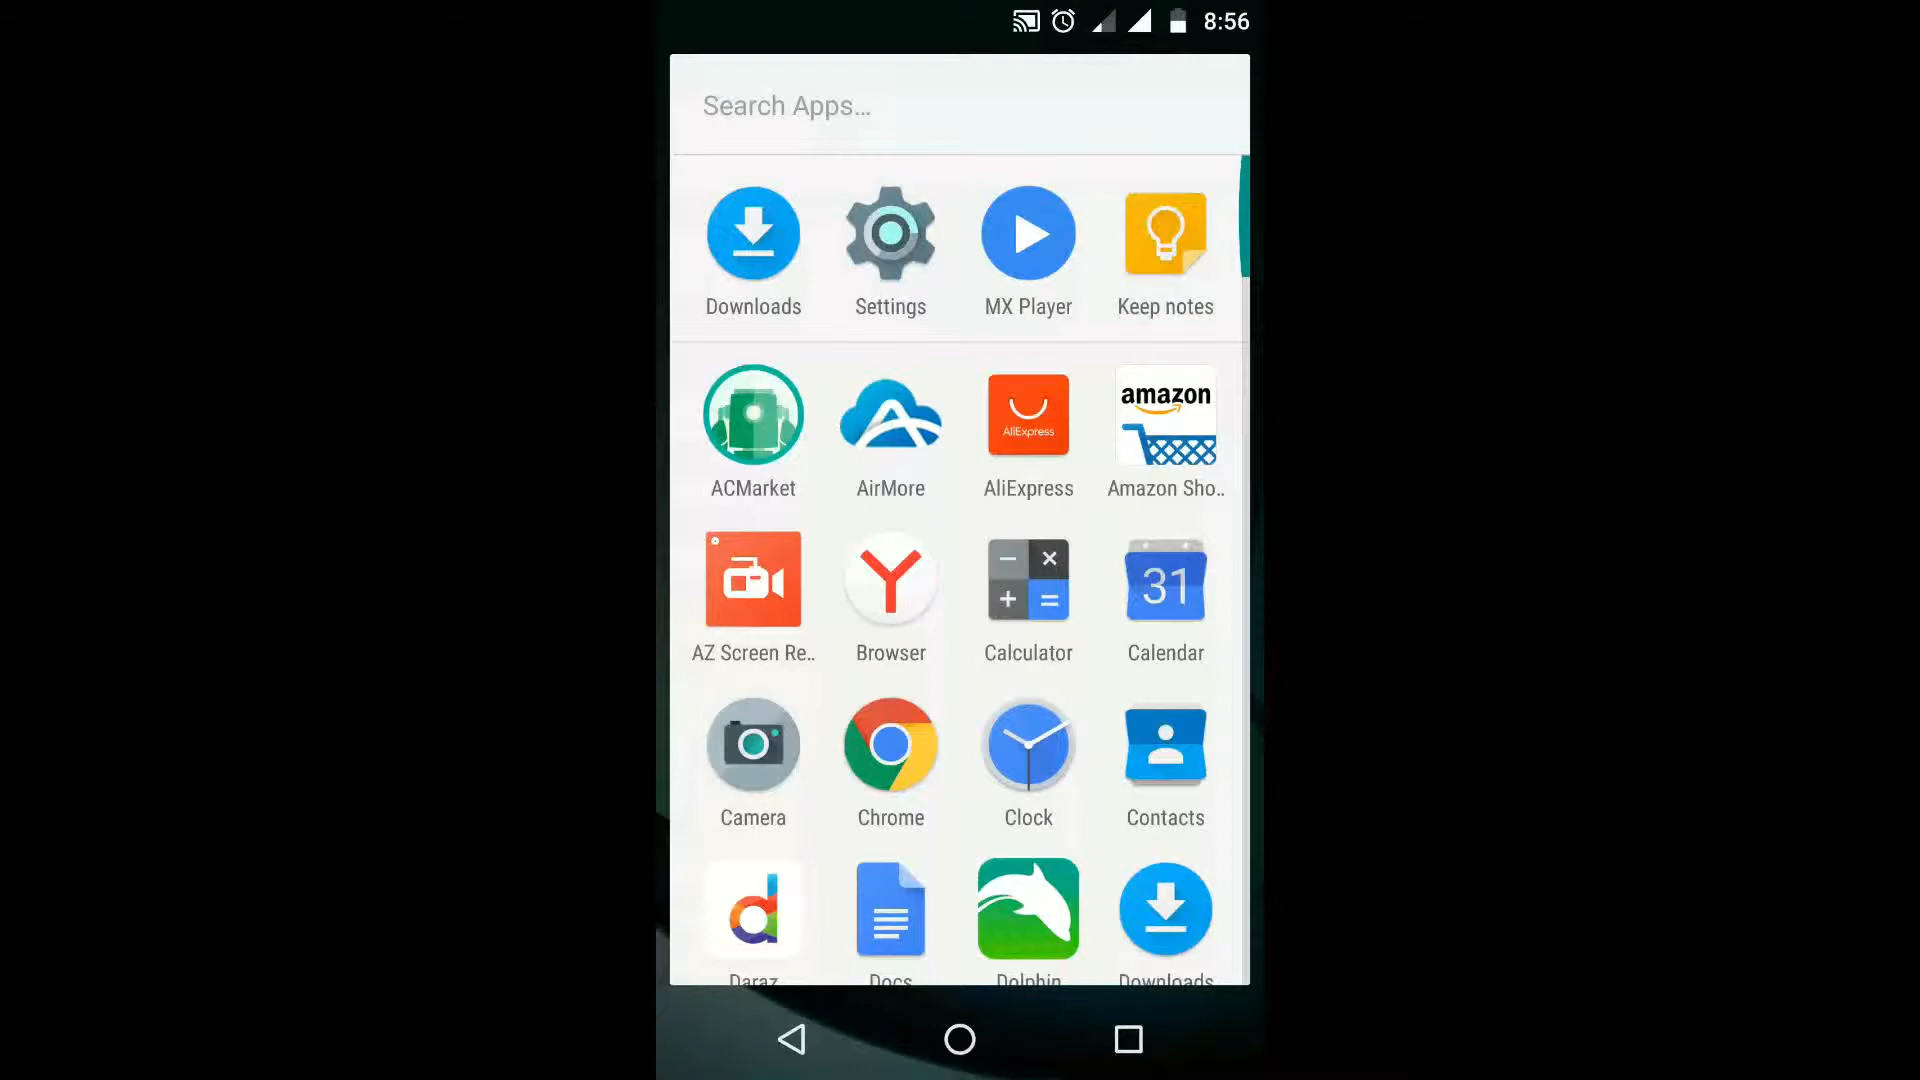 8:56
Search Apps...
Downloads Settings MX Player Keep notes
AliExpress
amazon
ACMarket AirMore AliExpress Amazon Sho..
31
AZ Screen Re.. Browser Calculator Calendar
Camera Chrome Clock Contacts
Daraz Docs Dolphin Downloads